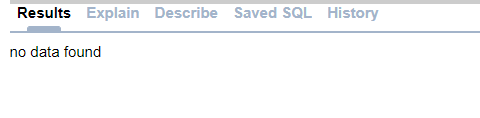 Results Explain Describe Saved SQL History
no data found